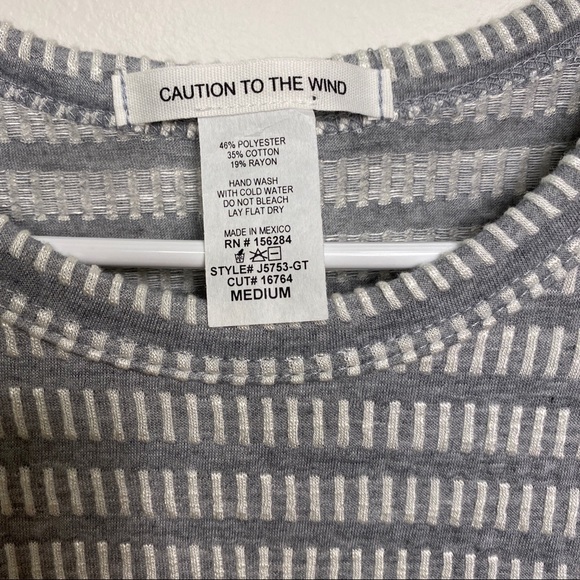 CAUTION TO THE WIND
46% POLYESTER
35% COTTON
19% RAYON
HAND WASH
WITH COLD WATER
DO NOT BLEACH
LAY FLAT DRY
MADE IN MEXICO
RN # 156284
STYLE# J5753-GT
CUT# 16764
MEDIUM